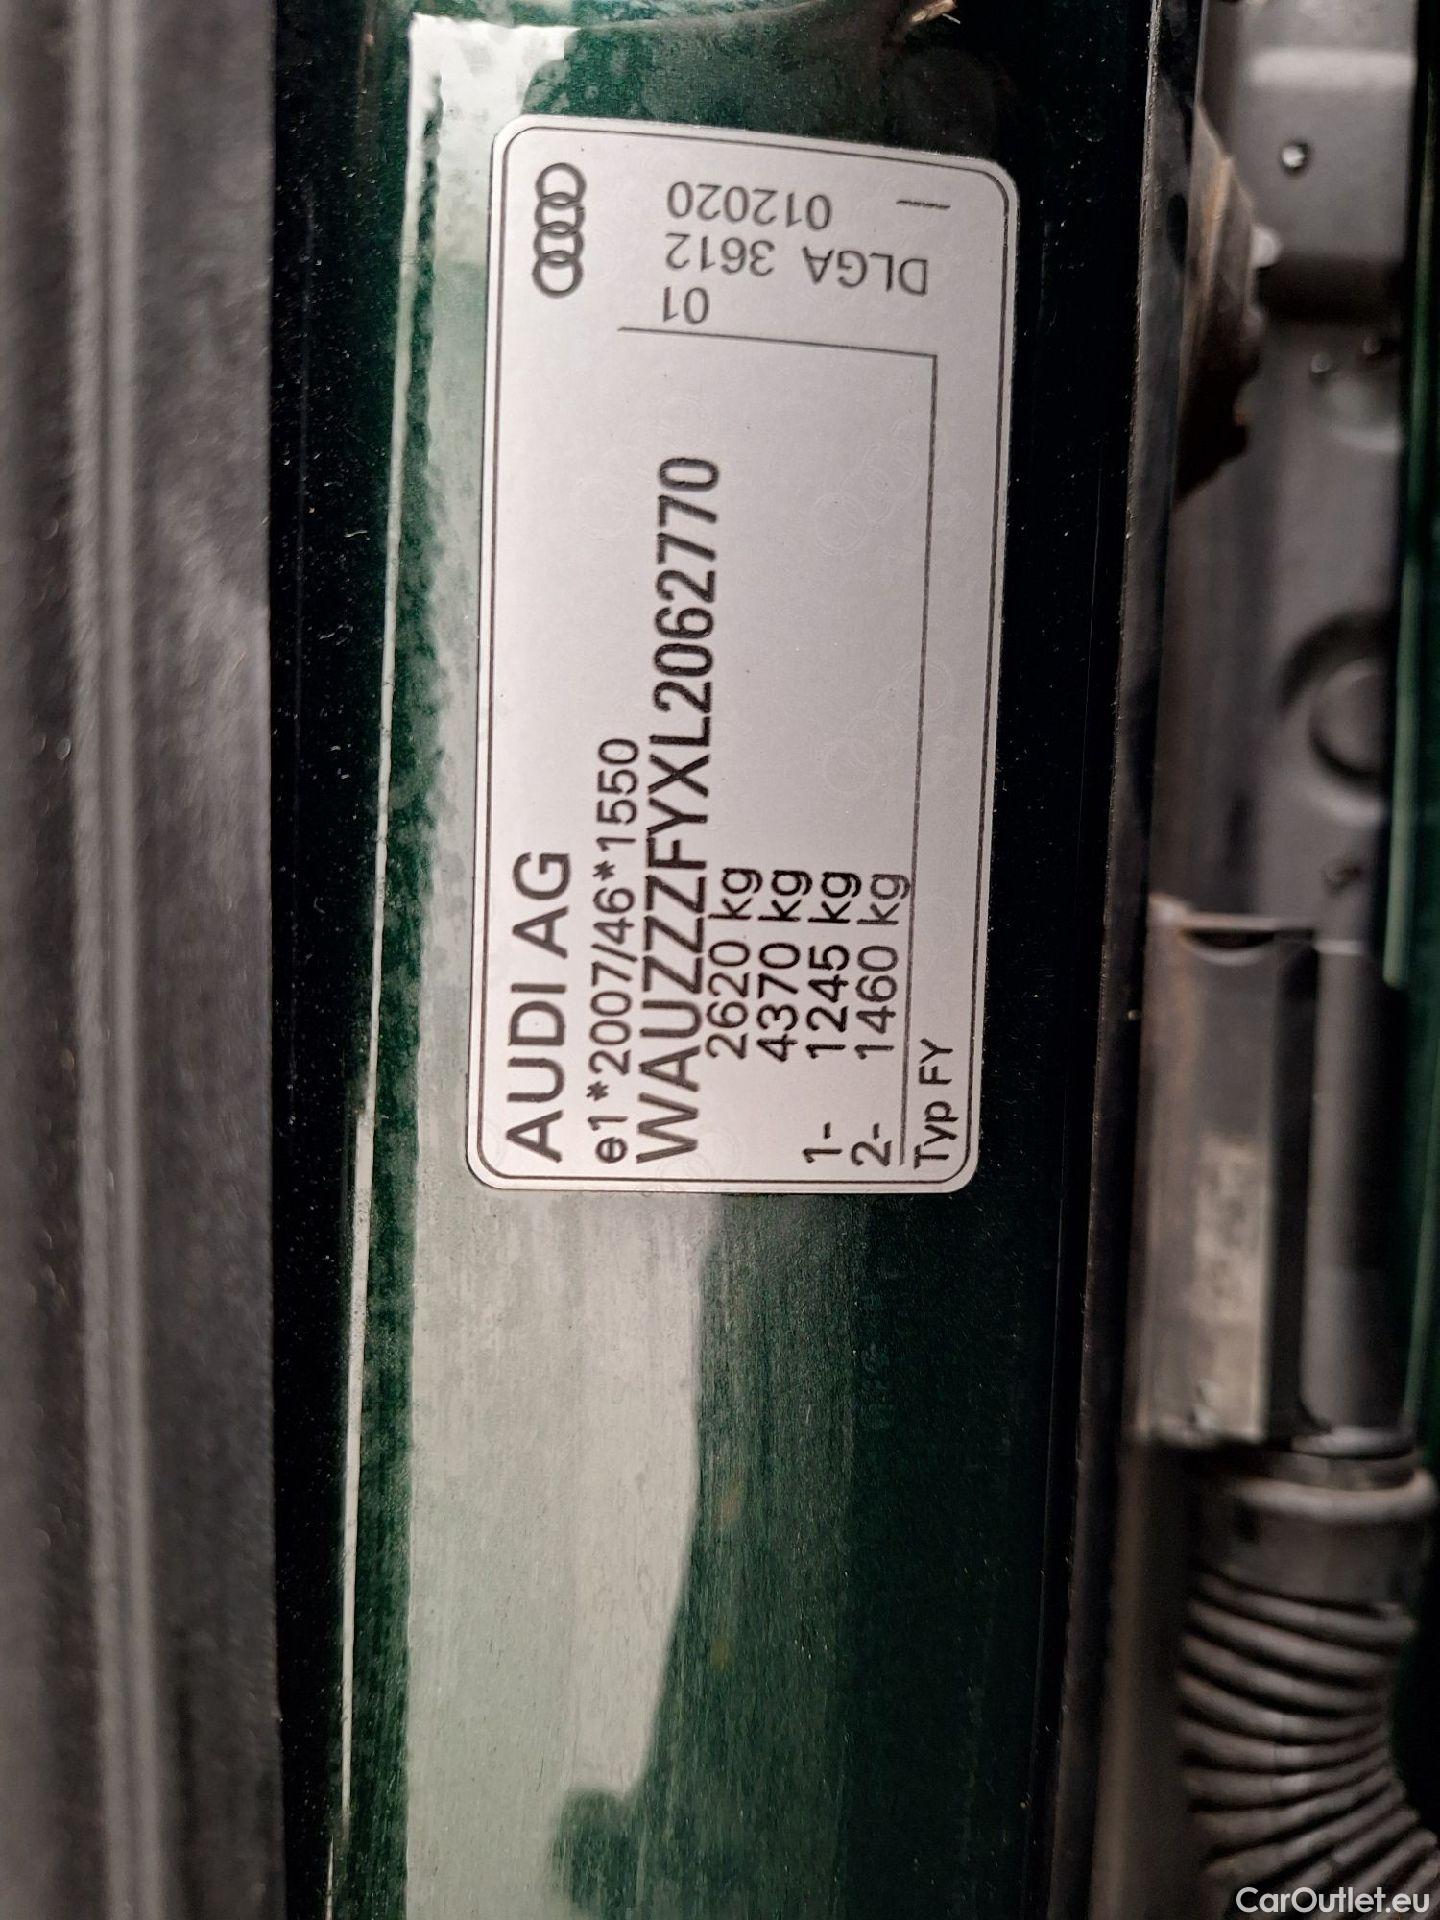 AUDI AG
e1*2007/46*1550
WAUZZZFYXL2062770
2620 kg
4370 kg
1- 1245 kg
2- 1460 kg
Typ FY
01
DLGA 3612
012020
CarOutlet.eu